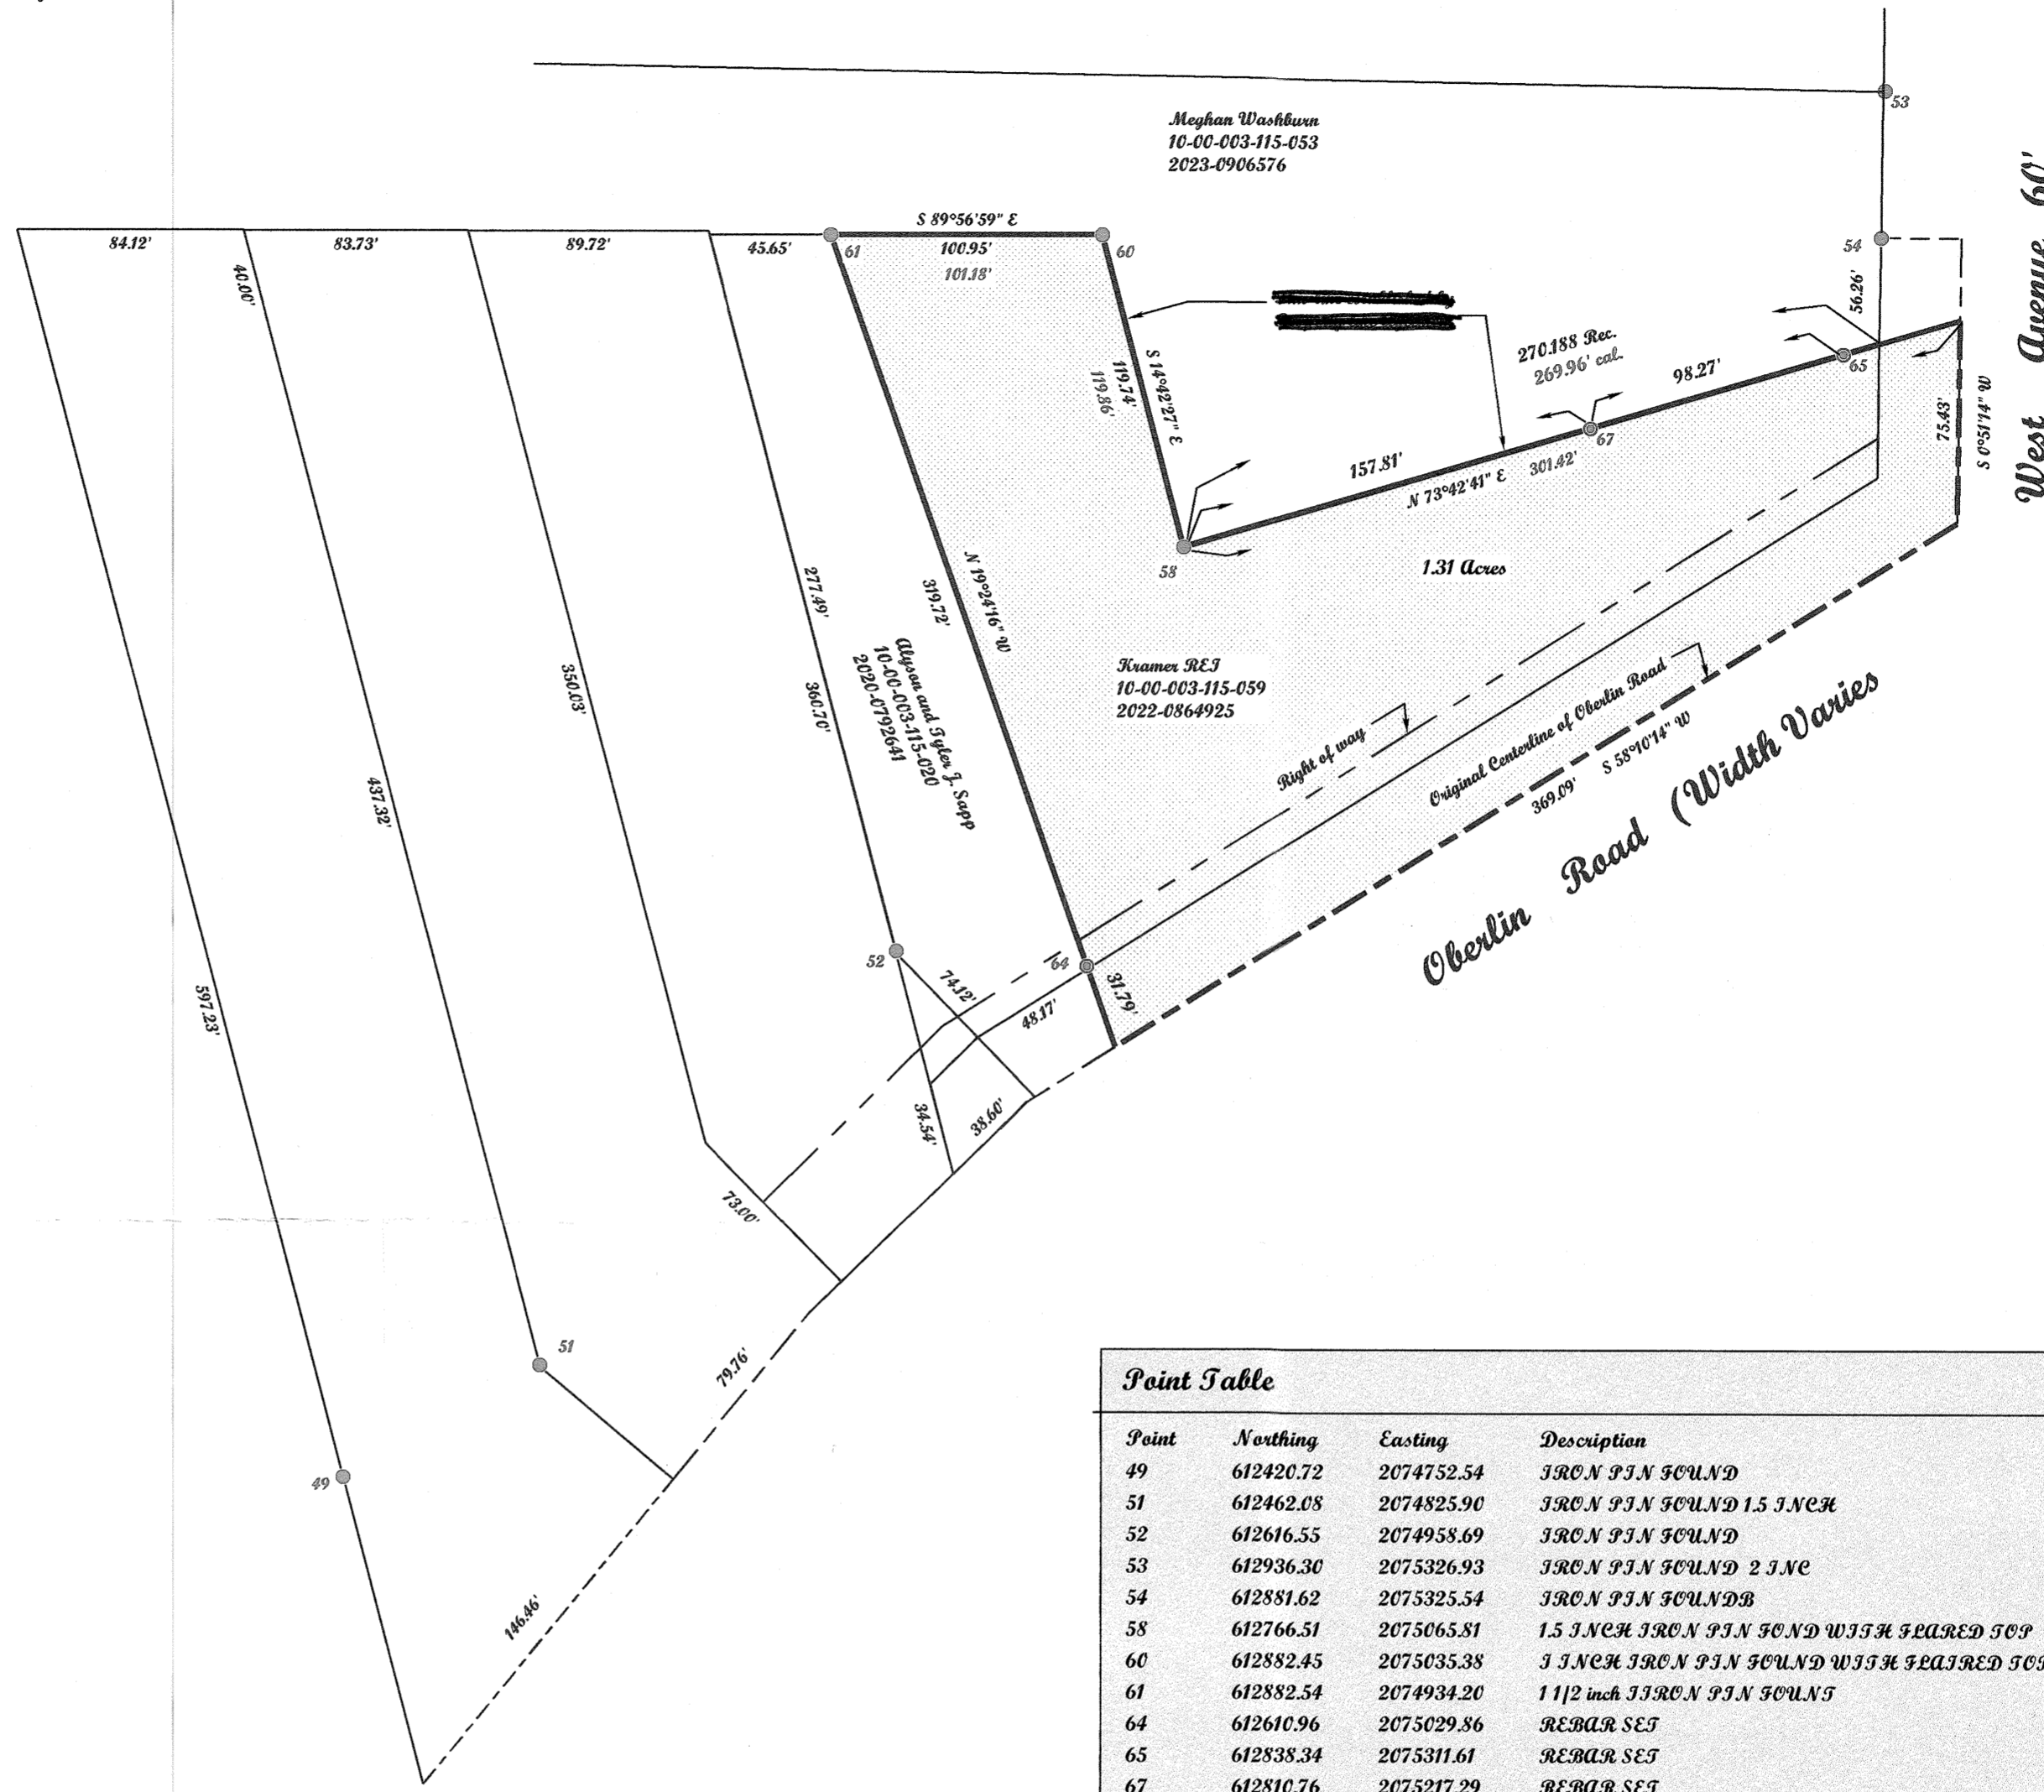 53
Meghan Washburn
10-00-003-115-053
2023-0906576
West Avenue 60'
S 89°56'59" E
84.12'
83.73'
89.72'
45.65'
61
100.95'
101.18'
60
54
56.26'
40.00'
270.188 Rec.
269.96' cal.
98.27'
65
S 14°42'27" E
119.74'
119.86'
75.43'
S 0°51'14" W
67
157.81'
N 73°42'41" E
301.42'
58
1.31 Acres
N 19°24'16" W
319.72'
277.49'
360.70'
350.03'
437.32'
597.23'
Alyson and Tyler J. Sapp
10-00-003-115-020
2020-0792641
Kramer REI
10-00-003-115-059
2022-0864925
Right of way
Original Centerline of Oberlin Road
369.09'
S 58°10'14" W
Oberlin Road (Width Varies
52
64
74.12'
48.17'
31.79'
34.54'
38.60'
73.00'
51
79.76'
49
146.46'
Point Table
Point Northing Easting Description
49 612420.72 2074752.54 IRON PIN FOUND
51 612462.08 2074825.90 IRON PIN FOUND 1.5 INCH
52 612616.55 2074958.69 IRON PIN FOUND
53 612936.30 2075326.93 IRON PIN FOUND 2 INC
54 612881.62 2075325.54 IRON PIN FOUNDB
58 612766.51 2075065.81 1.5 INCH IRON PIN FOND WITH FLARED TOP
60 612882.45 2075035.38 I INCH IRON PIN FOUND WITH FLAIRED TOP
61 612882.54 2074934.20 1 1/2 inch IIRON PIN FOUNT
64 612610.96 2075029.86 REBAR SET
65 612838.34 2075311.61 REBAR SET
67 612810.76 2075217.29 REBAR SET